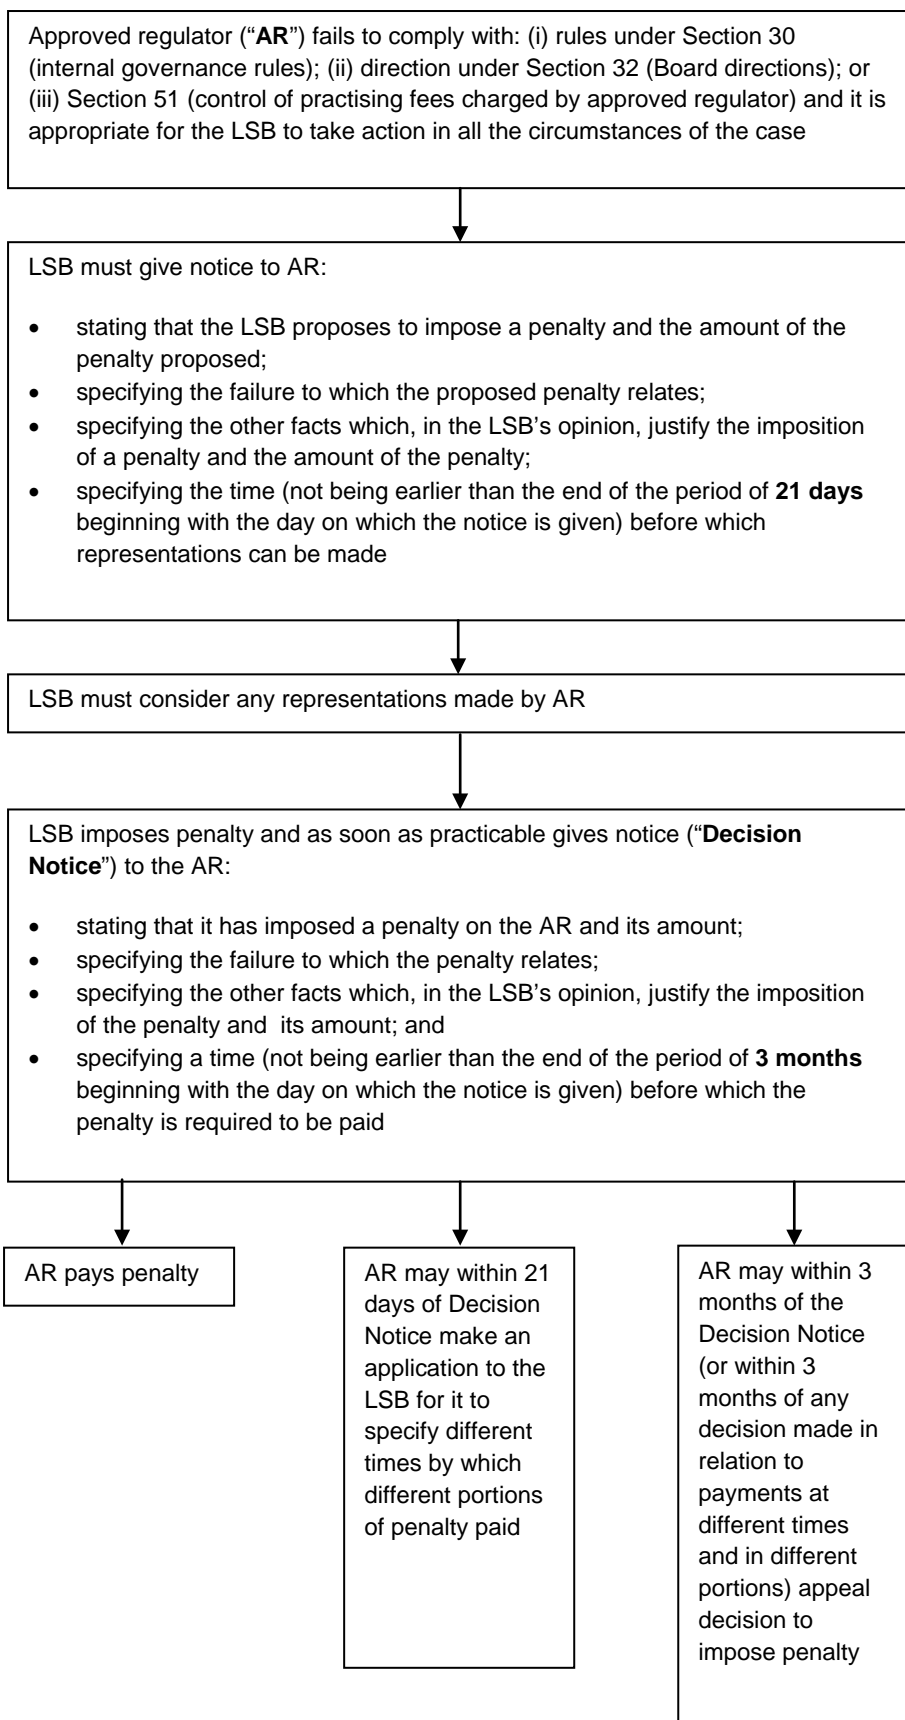 Approved regulator (“AR”) fails to comply with: (i) rules under Section 30
(internal governance rules); (ii) direction under Section 32 (Board directions); or
(iii) Section 51 (control of practising fees charged by approved regulator) and it is
appropriate for the LSB to take action in all the circumstances of the case
LSB must give notice to AR:
• stating that the LSB proposes to impose a penalty and the amount of the
penalty proposed;
• specifying the failure to which the proposed penalty relates;
• specifying the other facts which, in the LSB’s opinion, justify the imposition
of a penalty and the amount of the penalty;
• specifying the time (not being earlier than the end of the period of 21 days
beginning with the day on which the notice is given) before which
representations can be made
LSB must consider any representations made by AR
LSB imposes penalty and as soon as practicable gives notice (“Decision
Notice”) to the AR:
• stating that it has imposed a penalty on the AR and its amount;
• specifying the failure to which the penalty relates;
• specifying the other facts which, in the LSB’s opinion, justify the imposition
of the penalty and its amount; and
• specifying a time (not being earlier than the end of the period of 3 months
beginning with the day on which the notice is given) before which the
penalty is required to be paid
AR pays penalty
AR may within 21
days of Decision
Notice make an
application to the
LSB for it to
specify different
times by which
different portions
of penalty paid
AR may within 3
months of the
Decision Notice
(or within 3
months of any
decision made in
relation to
payments at
different times
and in different
portions) appeal
decision to
impose penalty